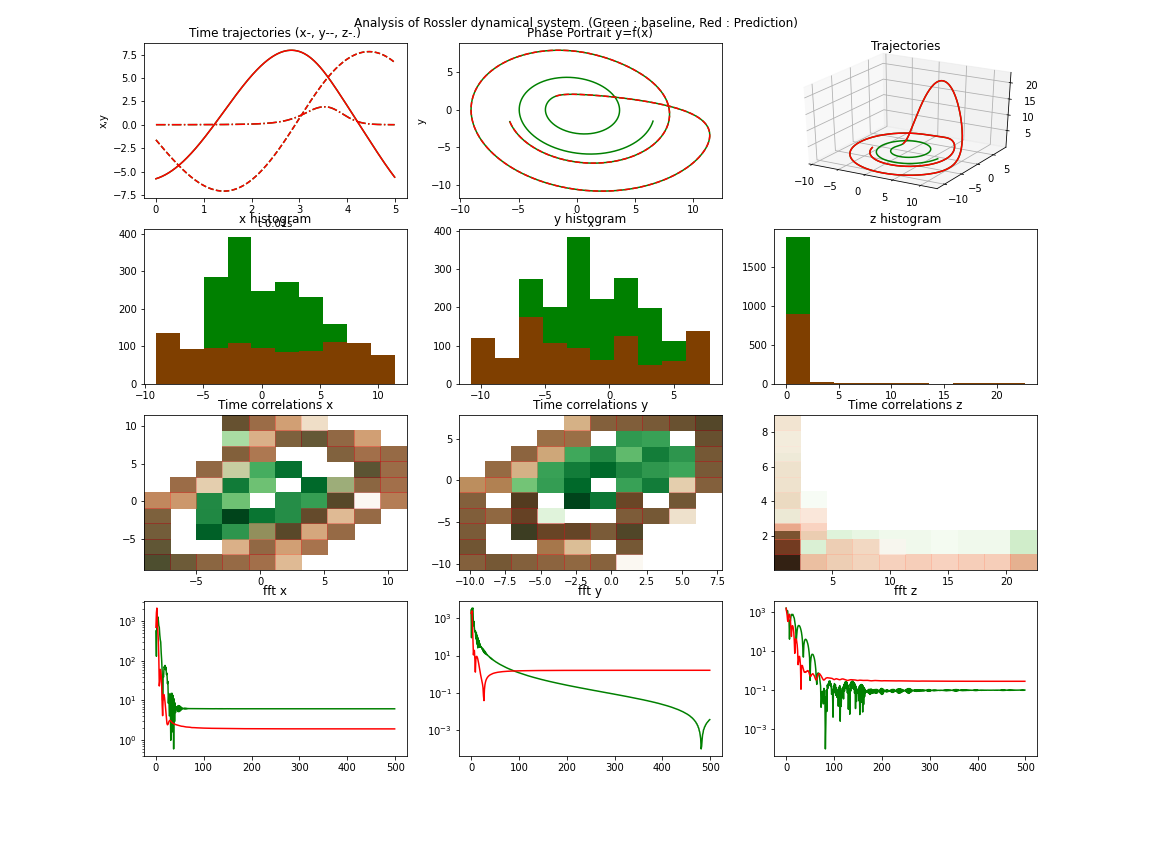 Analysis of Rossler dynamical system. (Green : baseline, Red : Prediction)
Time trajectories (x-, y--, z-.)
Phase Portrait y=f(x)
Trajectories
x,y
7.5
5.0
2.5
0.0
−2.5
−5.0
−7.5
0 1 2 3 4 5
y
5
0
−5
−10
−10 −5 0 5 10
x
20
15
10
5
−10 −5 0 5 10
−10 −5 0 5
x histogram
y histogram
z histogram
400
300
200
100
0
−10 −5 0 5 10
400
300
200
100
0
−10 −5 0 5
1500
1000
500
0
0 5 10 15 20
Time correlations x
Time correlations y
Time correlations z
10
5
0
−5
−5 0 5 10
5
0
−5
−10
−10.0 −7.5 −5.0 −2.5 0.0 2.5 5.0 7.5
8
6
4
2
5 10 15 20
fft x
fft y
fft z
10³
10²
10¹
10⁰
0 100 200 300 400 500
10³
10¹
10⁻¹
10⁻³
0 100 200 300 400 500
10³
10¹
10⁻¹
10⁻³
0 100 200 300 400 500